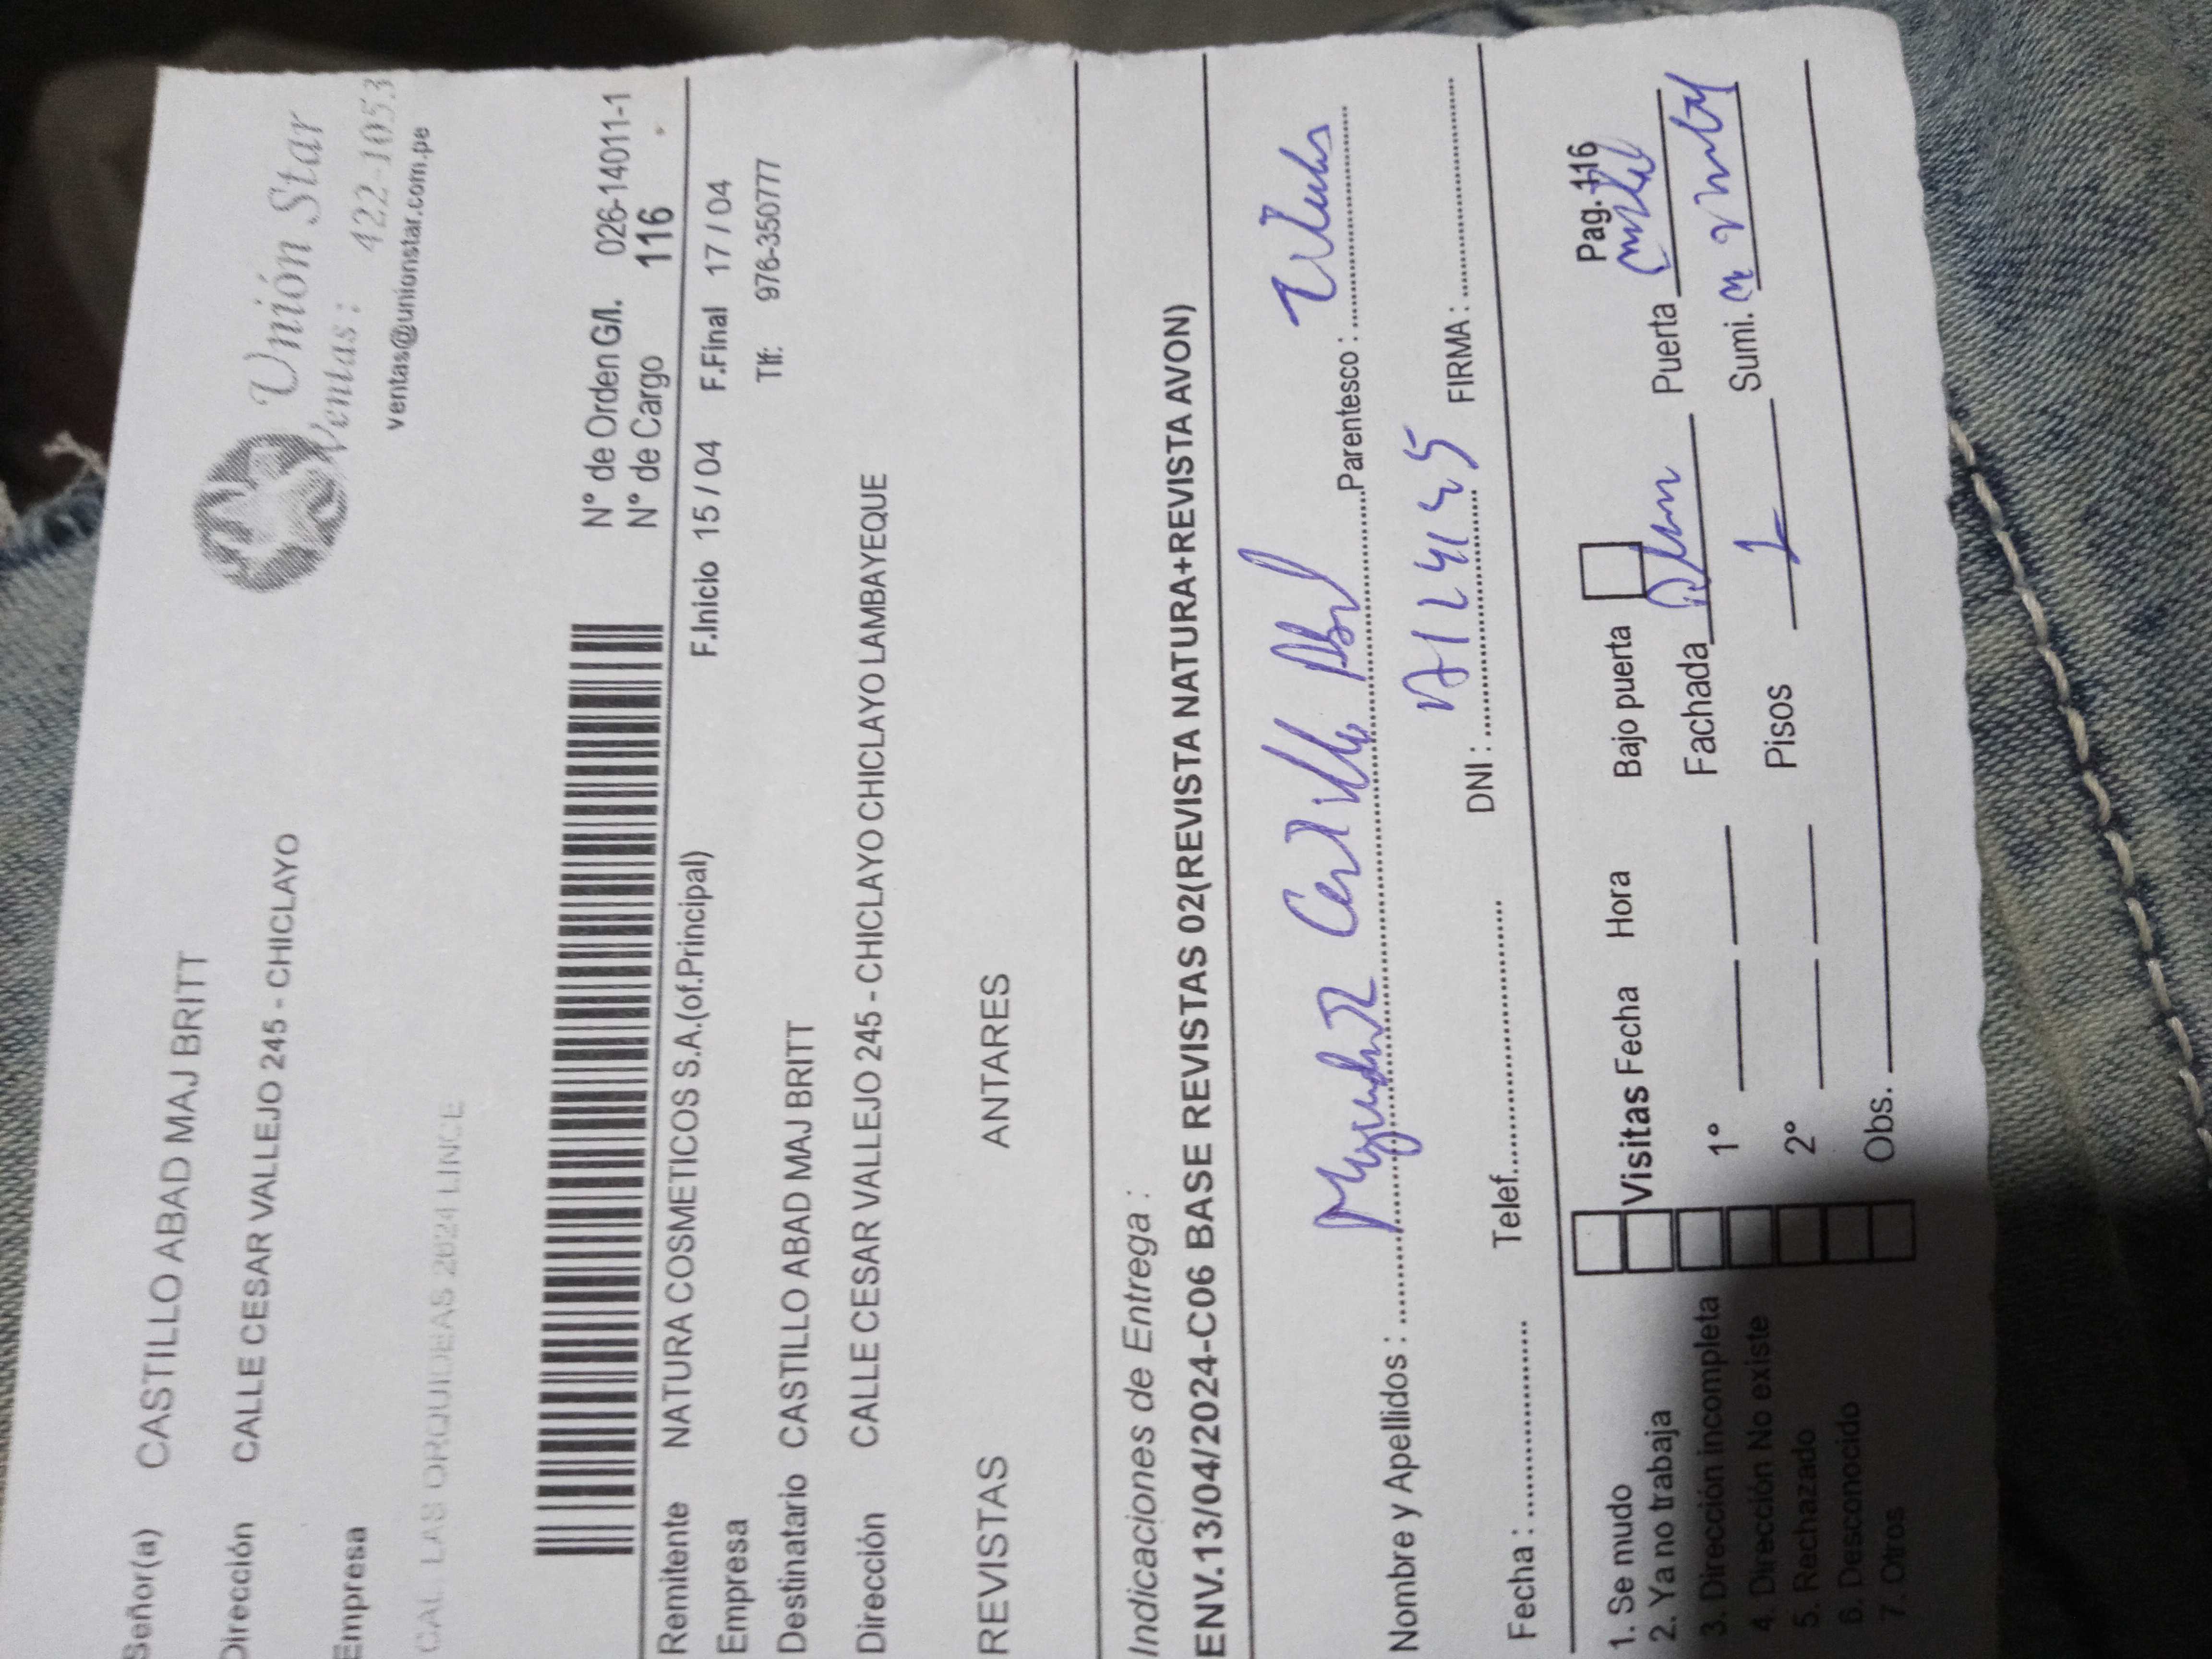 Unión Star
Ventas: 422-1053
ventas@unionstar.com.pe
Señor(a) CASTILLO ABAD MAJ BRITT
Dirección CALLE CESAR VALLEJO 245 - CHICLAYO
Empresa
CAL. LAS ORQUIDEAS 2624 LINCE
N° de Orden G/I. 026-14011-1
N° de Cargo 116
Remitente NATURA COSMETICOS S.A.(of.Principal) F.Inicio 15 / 04 F.Final 17 / 04
Empresa Tlf: 976-350777
Destinatario CASTILLO ABAD MAJ BRITT
Dirección CALLE CESAR VALLEJO 245 - CHICLAYO CHICLAYO LAMBAYEQUE
REVISTAS ANTARES
Indicaciones de Entrega :
ENV.13/04/2024-C06 BASE REVISTAS 02(REVISTA NATURA+REVISTA AVON)
Nombre y Apellidos : Castillo Abad Parentesco :
Fecha : Telef. DNI : FIRMA :
Pag. 116
1. Se mudo Visitas Fecha Hora Bajo puerta
2. Ya no trabaja
3. Dirección incompleta 1° Fachada Puerta
4. Dirección No existe
5. Rechazado 2° Pisos 1 Sumi.
6. Desconocido
7. Otros Obs.